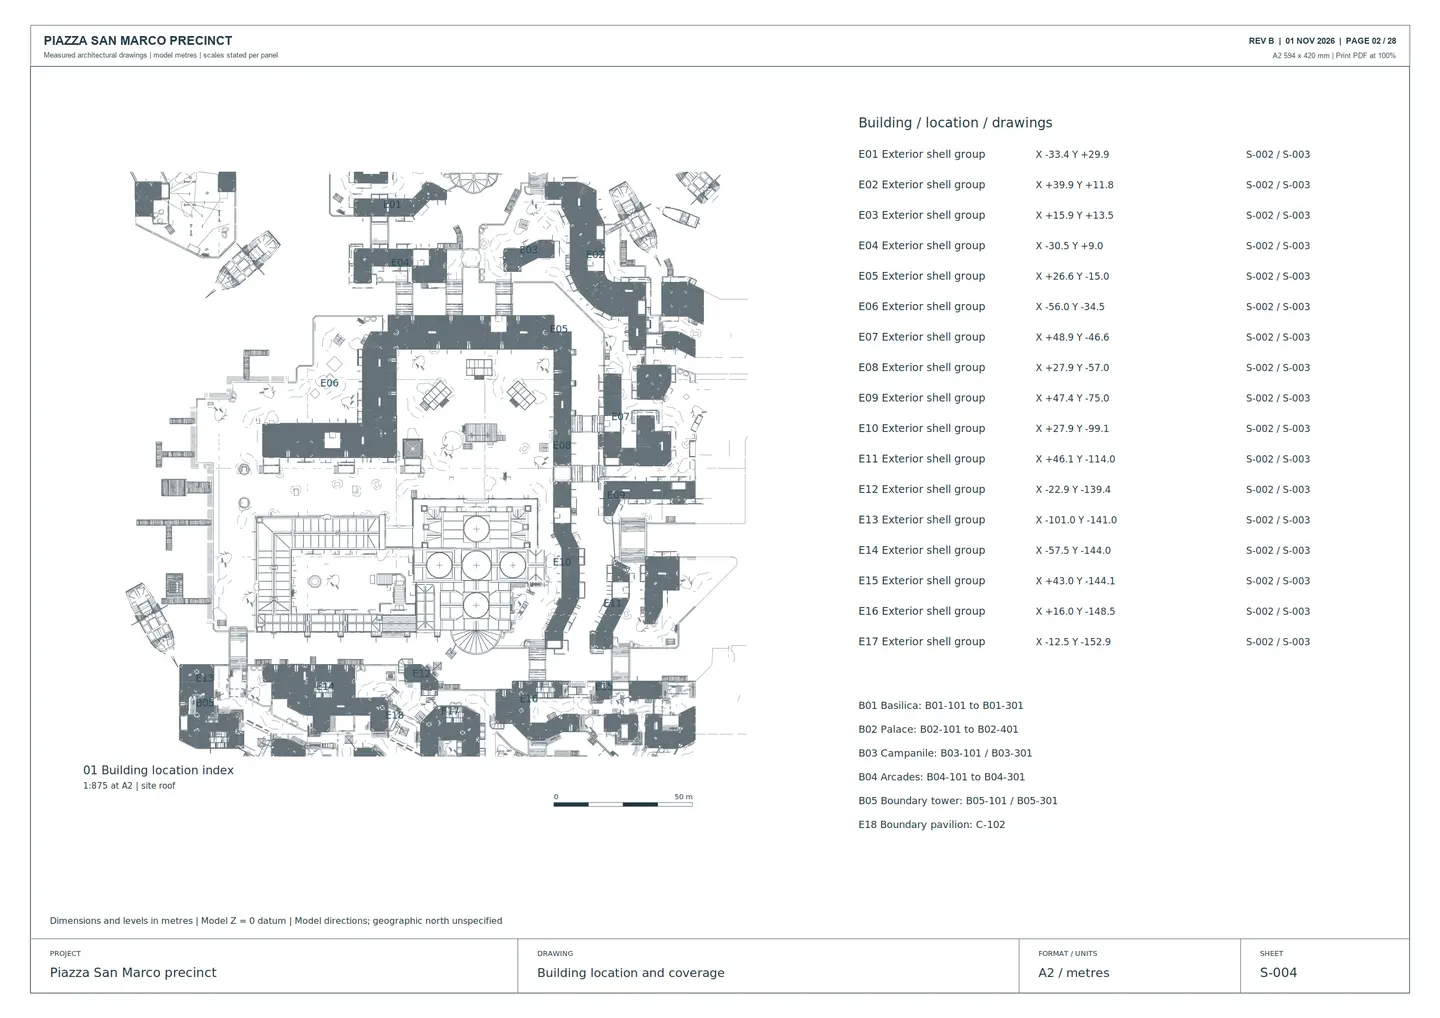 PIAZZA SAN MARCO PRECINCT
Measured architectural drawings | model metres | scales stated per panel
REV B | 01 NOV 2026 | PAGE 02 / 28
A2 594 x 420 mm | Print PDF at 100%
E01
E02
E03
E04
E05
E06
E07
E08
E09
E10
E11
E12
E13
B05
E14
E18
E17
E16
E15
01 Building location index
1:875 at A2 | site roof
0 50 m
Building / location / drawings
E01 Exterior shell group X -33.4 Y +29.9 S-002 / S-003
E02 Exterior shell group X +39.9 Y +11.8 S-002 / S-003
E03 Exterior shell group X +15.9 Y +13.5 S-002 / S-003
E04 Exterior shell group X -30.5 Y +9.0 S-002 / S-003
E05 Exterior shell group X +26.6 Y -15.0 S-002 / S-003
E06 Exterior shell group X -56.0 Y -34.5 S-002 / S-003
E07 Exterior shell group X +48.9 Y -46.6 S-002 / S-003
E08 Exterior shell group X +27.9 Y -57.0 S-002 / S-003
E09 Exterior shell group X +47.4 Y -75.0 S-002 / S-003
E10 Exterior shell group X +27.9 Y -99.1 S-002 / S-003
E11 Exterior shell group X +46.1 Y -114.0 S-002 / S-003
E12 Exterior shell group X -22.9 Y -139.4 S-002 / S-003
E13 Exterior shell group X -101.0 Y -141.0 S-002 / S-003
E14 Exterior shell group X -57.5 Y -144.0 S-002 / S-003
E15 Exterior shell group X +43.0 Y -144.1 S-002 / S-003
E16 Exterior shell group X +16.0 Y -148.5 S-002 / S-003
E17 Exterior shell group X -12.5 Y -152.9 S-002 / S-003
B01 Basilica: B01-101 to B01-301
B02 Palace: B02-101 to B02-401
B03 Campanile: B03-101 / B03-301
B04 Arcades: B04-101 to B04-301
B05 Boundary tower: B05-101 / B05-301
E18 Boundary pavilion: C-102
Dimensions and levels in metres | Model Z = 0 datum | Model directions; geographic north unspecified
PROJECT
Piazza San Marco precinct
DRAWING
Building location and coverage
FORMAT / UNITS
A2 / metres
SHEET
S-004